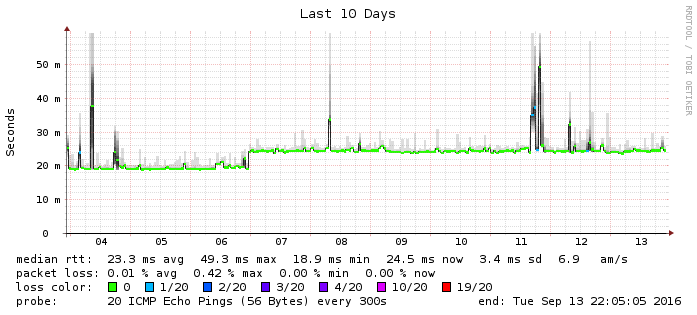 Last 10 Days
RRDTOOL / TOBI OETIKER
Seconds
50 m
40 m
30 m
20 m
10 m
0
04 05 06 07 08 09 10 11 12 13
median rtt: 23.3 ms avg 49.3 ms max 18.9 ms min 24.5 ms now 3.4 ms sd 6.9 am/s
packet loss: 0.01 % avg 0.42 % max 0.00 % min 0.00 % now
loss color: 0 1/20 2/20 3/20 4/20 10/20 19/20
probe: 20 ICMP Echo Pings (56 Bytes) every 300s end: Tue Sep 13 22:05:05 2016